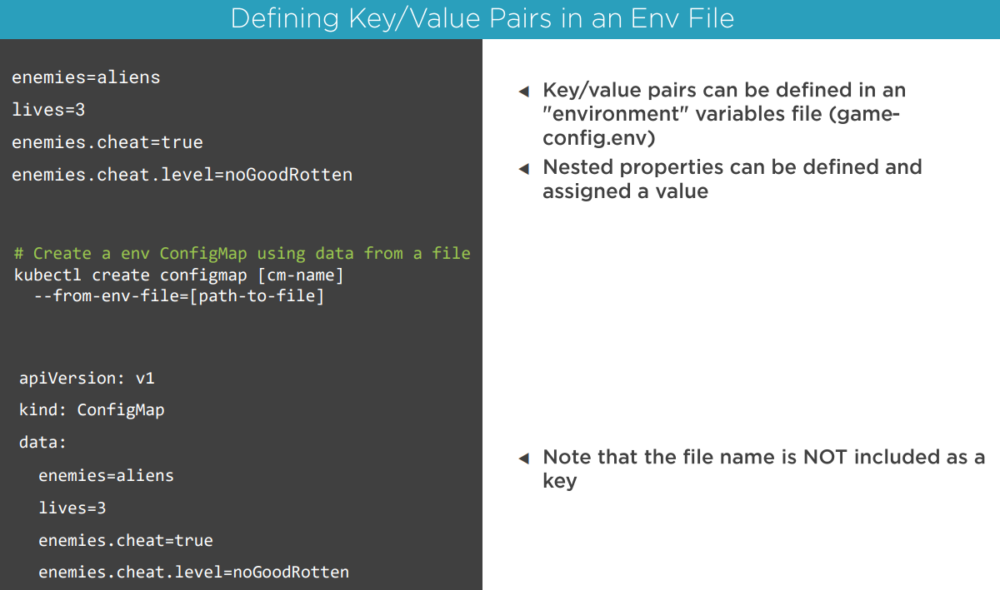 Defining Key/Value Pairs in an Env File
enemies=aliens
lives=3
enemies.cheat=true
enemies.cheat.level=noGoodRotten
# Create a env ConfigMap using data from a file
kubectl create configmap [cm-name]
--from-env-file=[path-to-file]
apiVersion: v1
kind: ConfigMap
data:
enemies=aliens
lives=3
enemies.cheat=true
enemies.cheat.level=noGoodRotten
Key/value pairs can be defined in an
"environment" variables file (game-
config.env)
Nested properties can be defined and
assigned a value
Note that the file name is NOT included as a
key